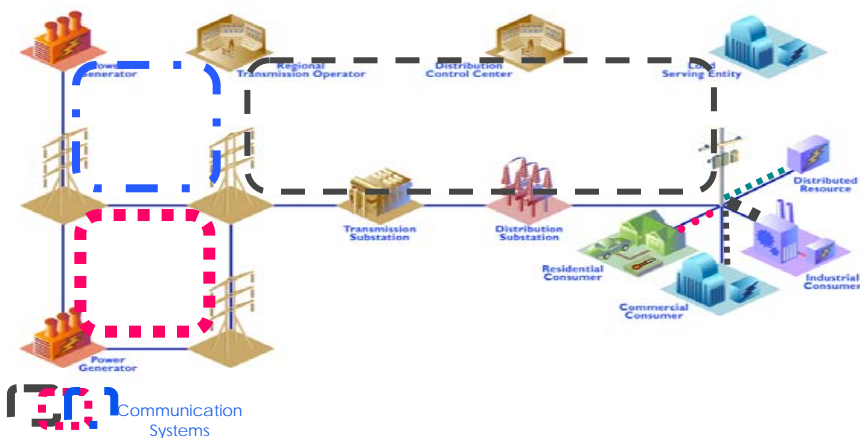 Power
Generator
Regional
Transmission Operator
Distribution
Control Center
Load
Serving Entity
Distributed
Resource
Transmission
Substation
Distribution
Substation
Residential
Consumer
Industrial
Consumer
Commercial
Consumer
Power
Generator
Communication
Systems